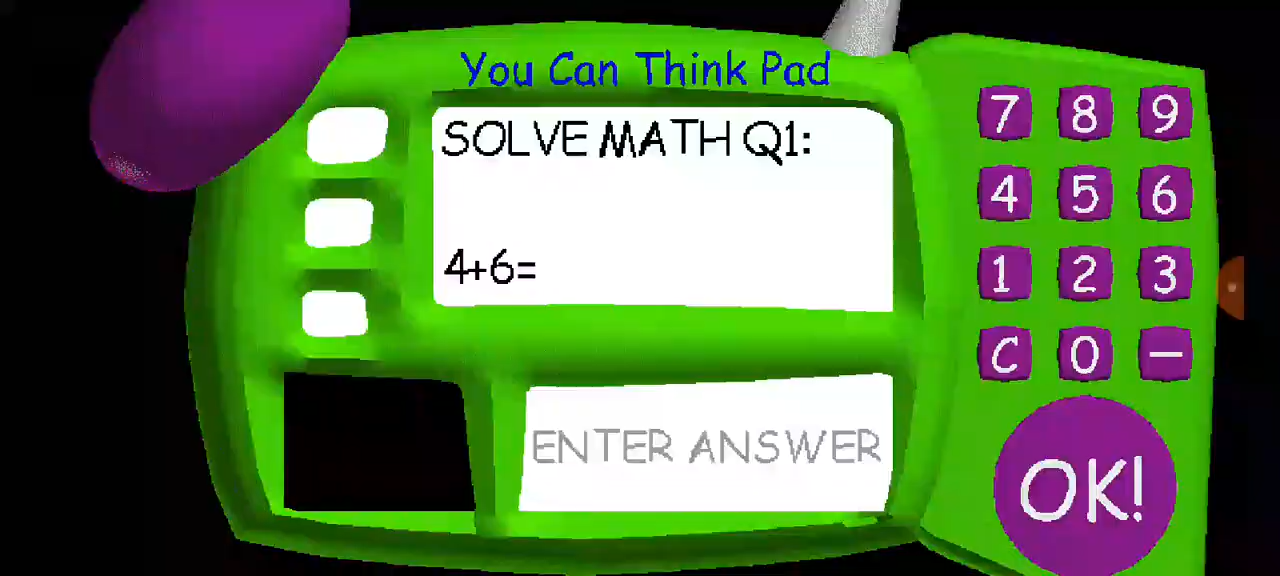 You Can Think Pad
SOLVE MATH Q1:
4+6=
ENTER ANSWER
7 8 9
4 5 6
1 2 3
C 0 —
OK!